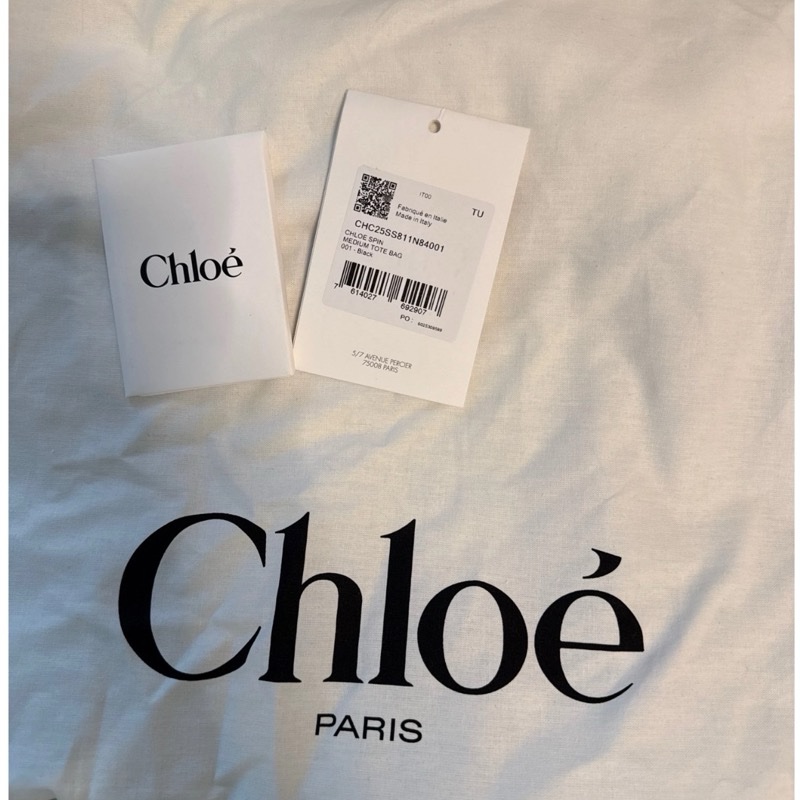 Chloé
IT00
TU
Fabriqué en Italie
Made in Italy
CHC25SS811N84001
CHLOE SPIN
MEDIUM TOTE BAG
001 - Black
7 614027 692907
PO :
5/7 AVENUE PERCIER
75008 PARIS
Chloé
PARIS